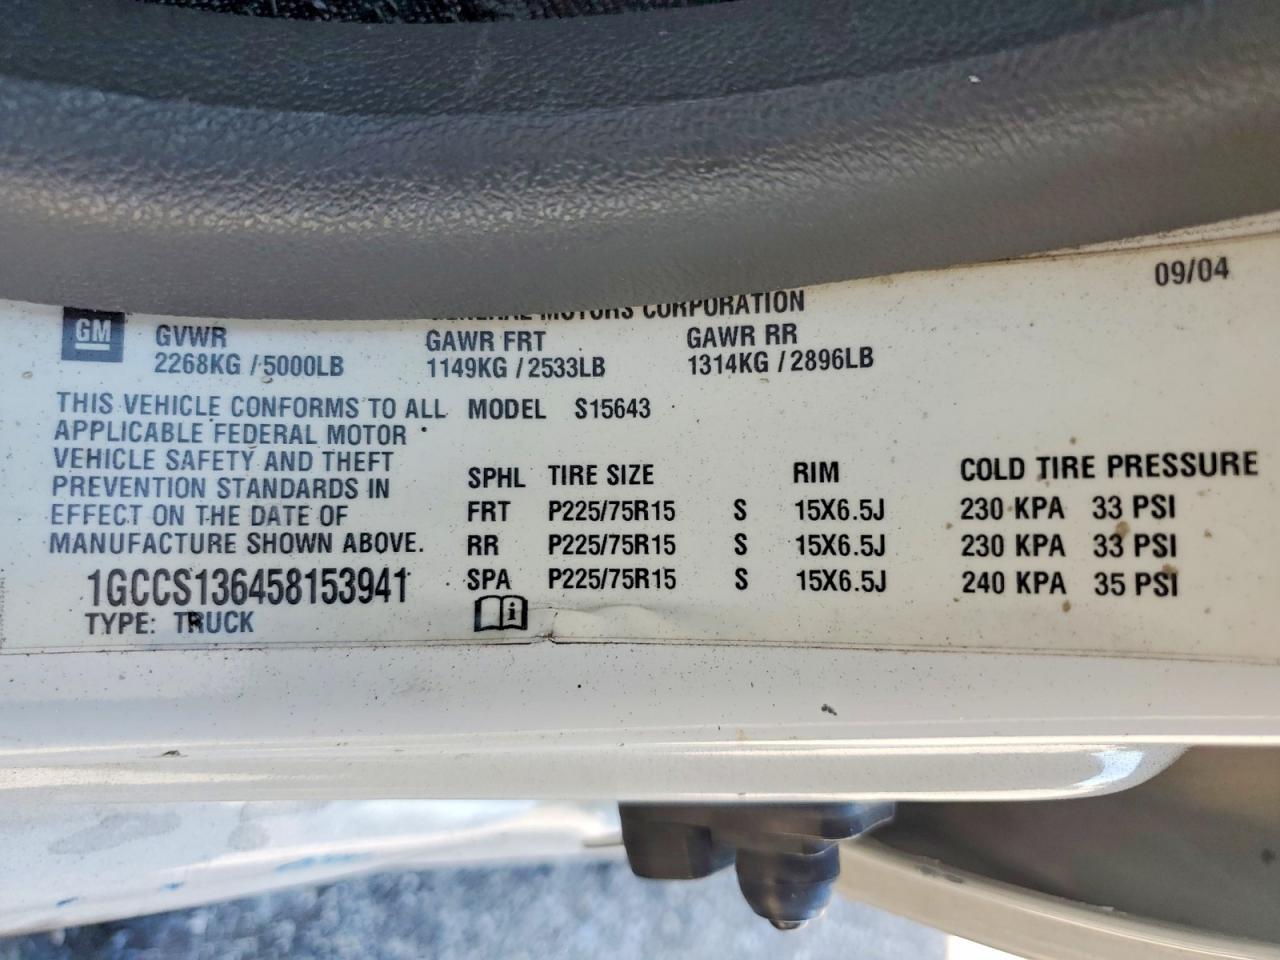 09/04
GENERAL MOTORS CORPORATION
GM
GVWR GAWR FRT GAWR RR
2268KG / 5000LB 1149KG / 2533LB 1314KG / 2896LB
THIS VEHICLE CONFORMS TO ALL MODEL S15643
APPLICABLE FEDERAL MOTOR
VEHICLE SAFETY AND THEFT
PREVENTION STANDARDS IN
EFFECT ON THE DATE OF
MANUFACTURE SHOWN ABOVE.
1GCCS136458153941
TYPE: TRUCK
SPHL TIRE SIZE RIM COLD TIRE PRESSURE
FRT P225/75R15 S 15X6.5J 230 KPA 33 PSI
RR P225/75R15 S 15X6.5J 230 KPA 33 PSI
SPA P225/75R15 S 15X6.5J 240 KPA 35 PSI
i